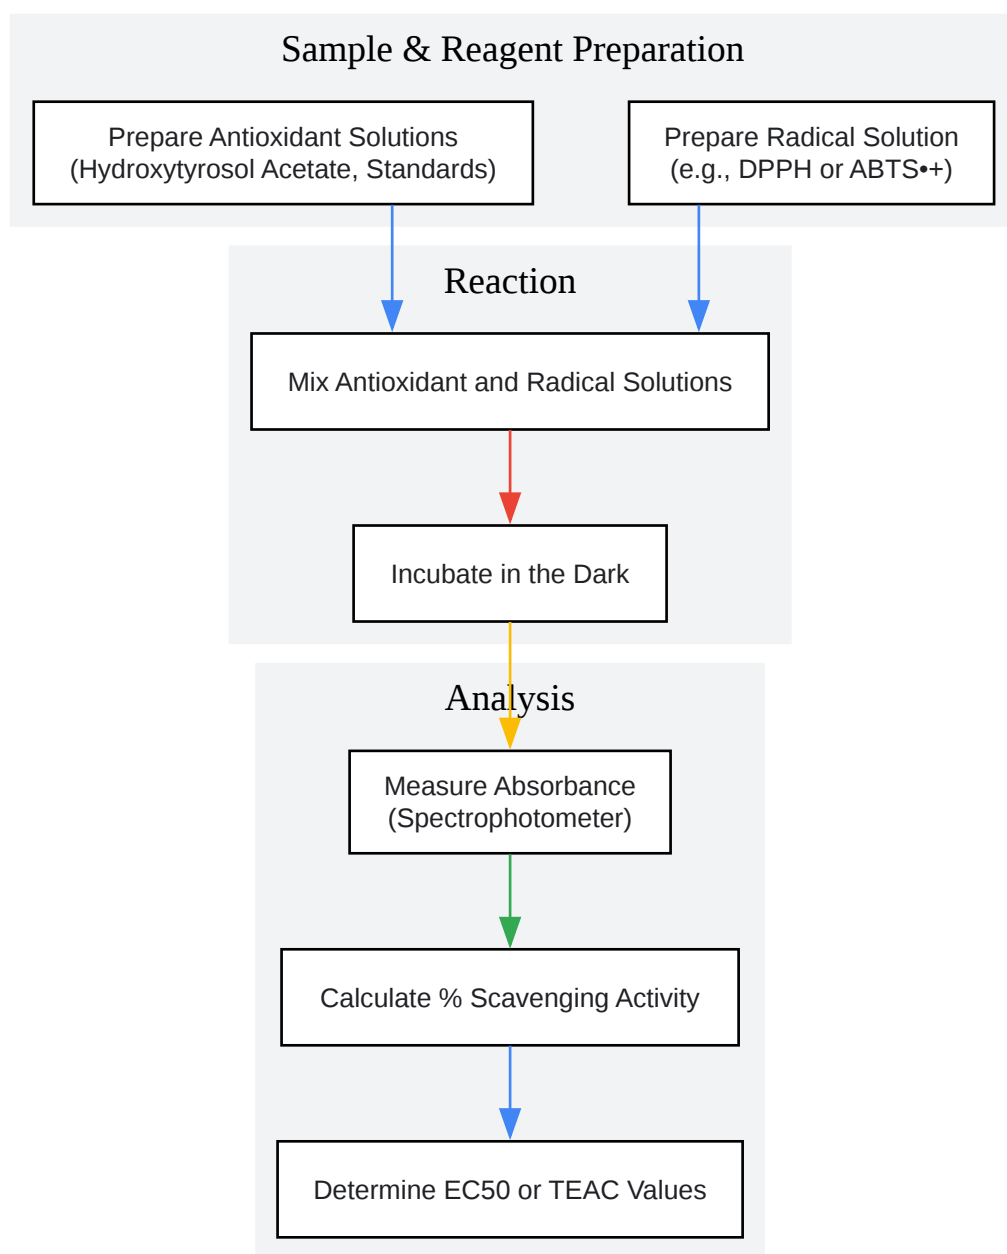 Sample & Reagent Preparation
Prepare Antioxidant Solutions
(Hydroxytyrosol Acetate, Standards)
Prepare Radical Solution
(e.g., DPPH or ABTS•+)
Reaction
Mix Antioxidant and Radical Solutions
Incubate in the Dark
Analysis
Measure Absorbance
(Spectrophotometer)
Calculate % Scavenging Activity
Determine EC50 or TEAC Values